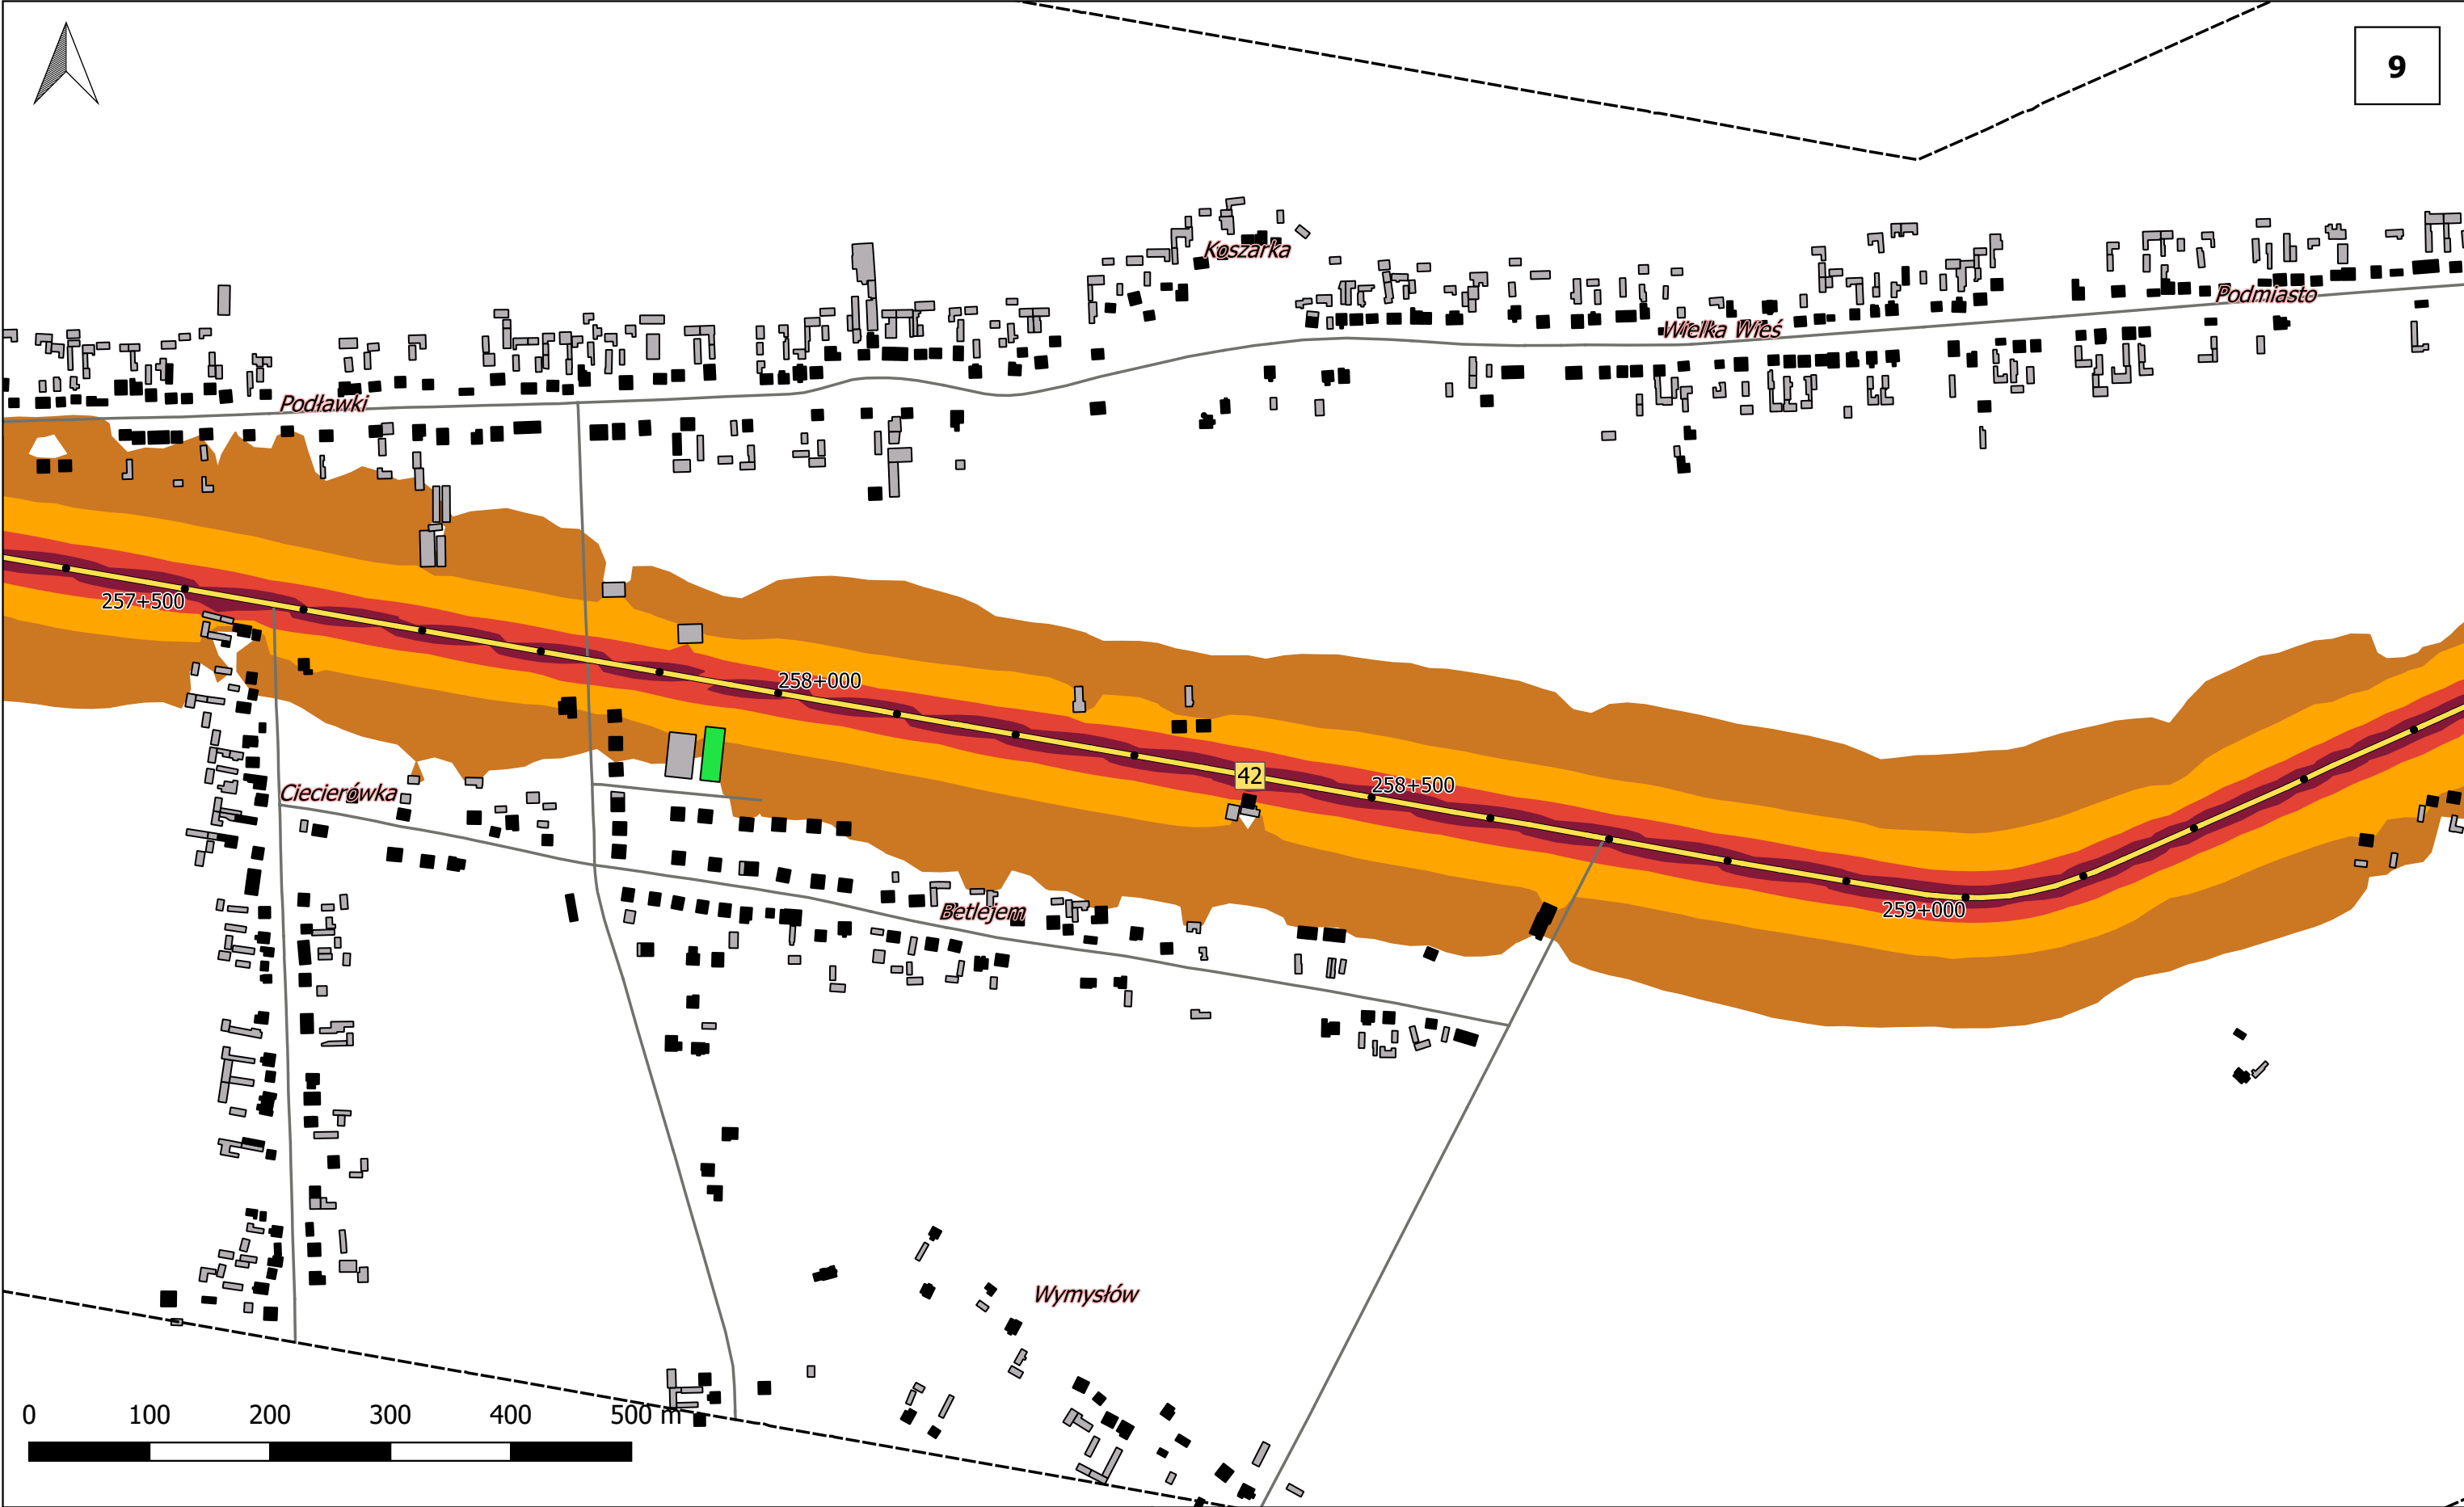 9
Koszarka
Podmiasto
Wielka Wieś
Podławki
257+500
258+000
42
258+500
Ciecierówka
259+000
Betlejem
Wymysłów
0 100 200 300 400 500 m